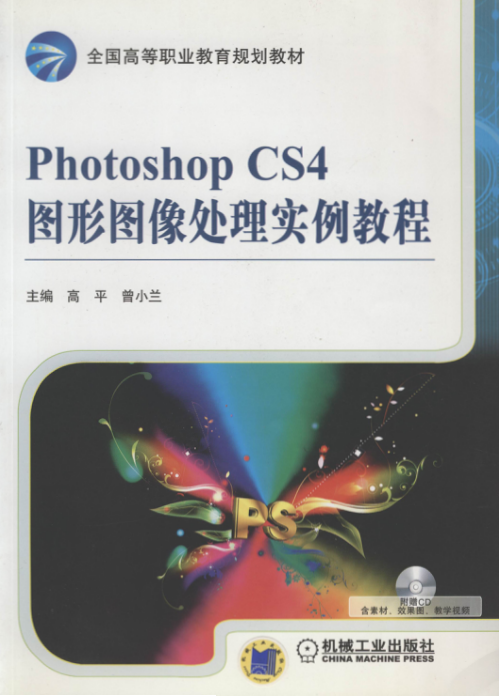 全国高等职业教育规划教材
Photoshop CS4
图形图像处理实例教程
主编 高 平 曾小兰
PS
附赠CD
含素材、效果图、教学视频
机械工业出版社
CHINA MACHINE PRESS